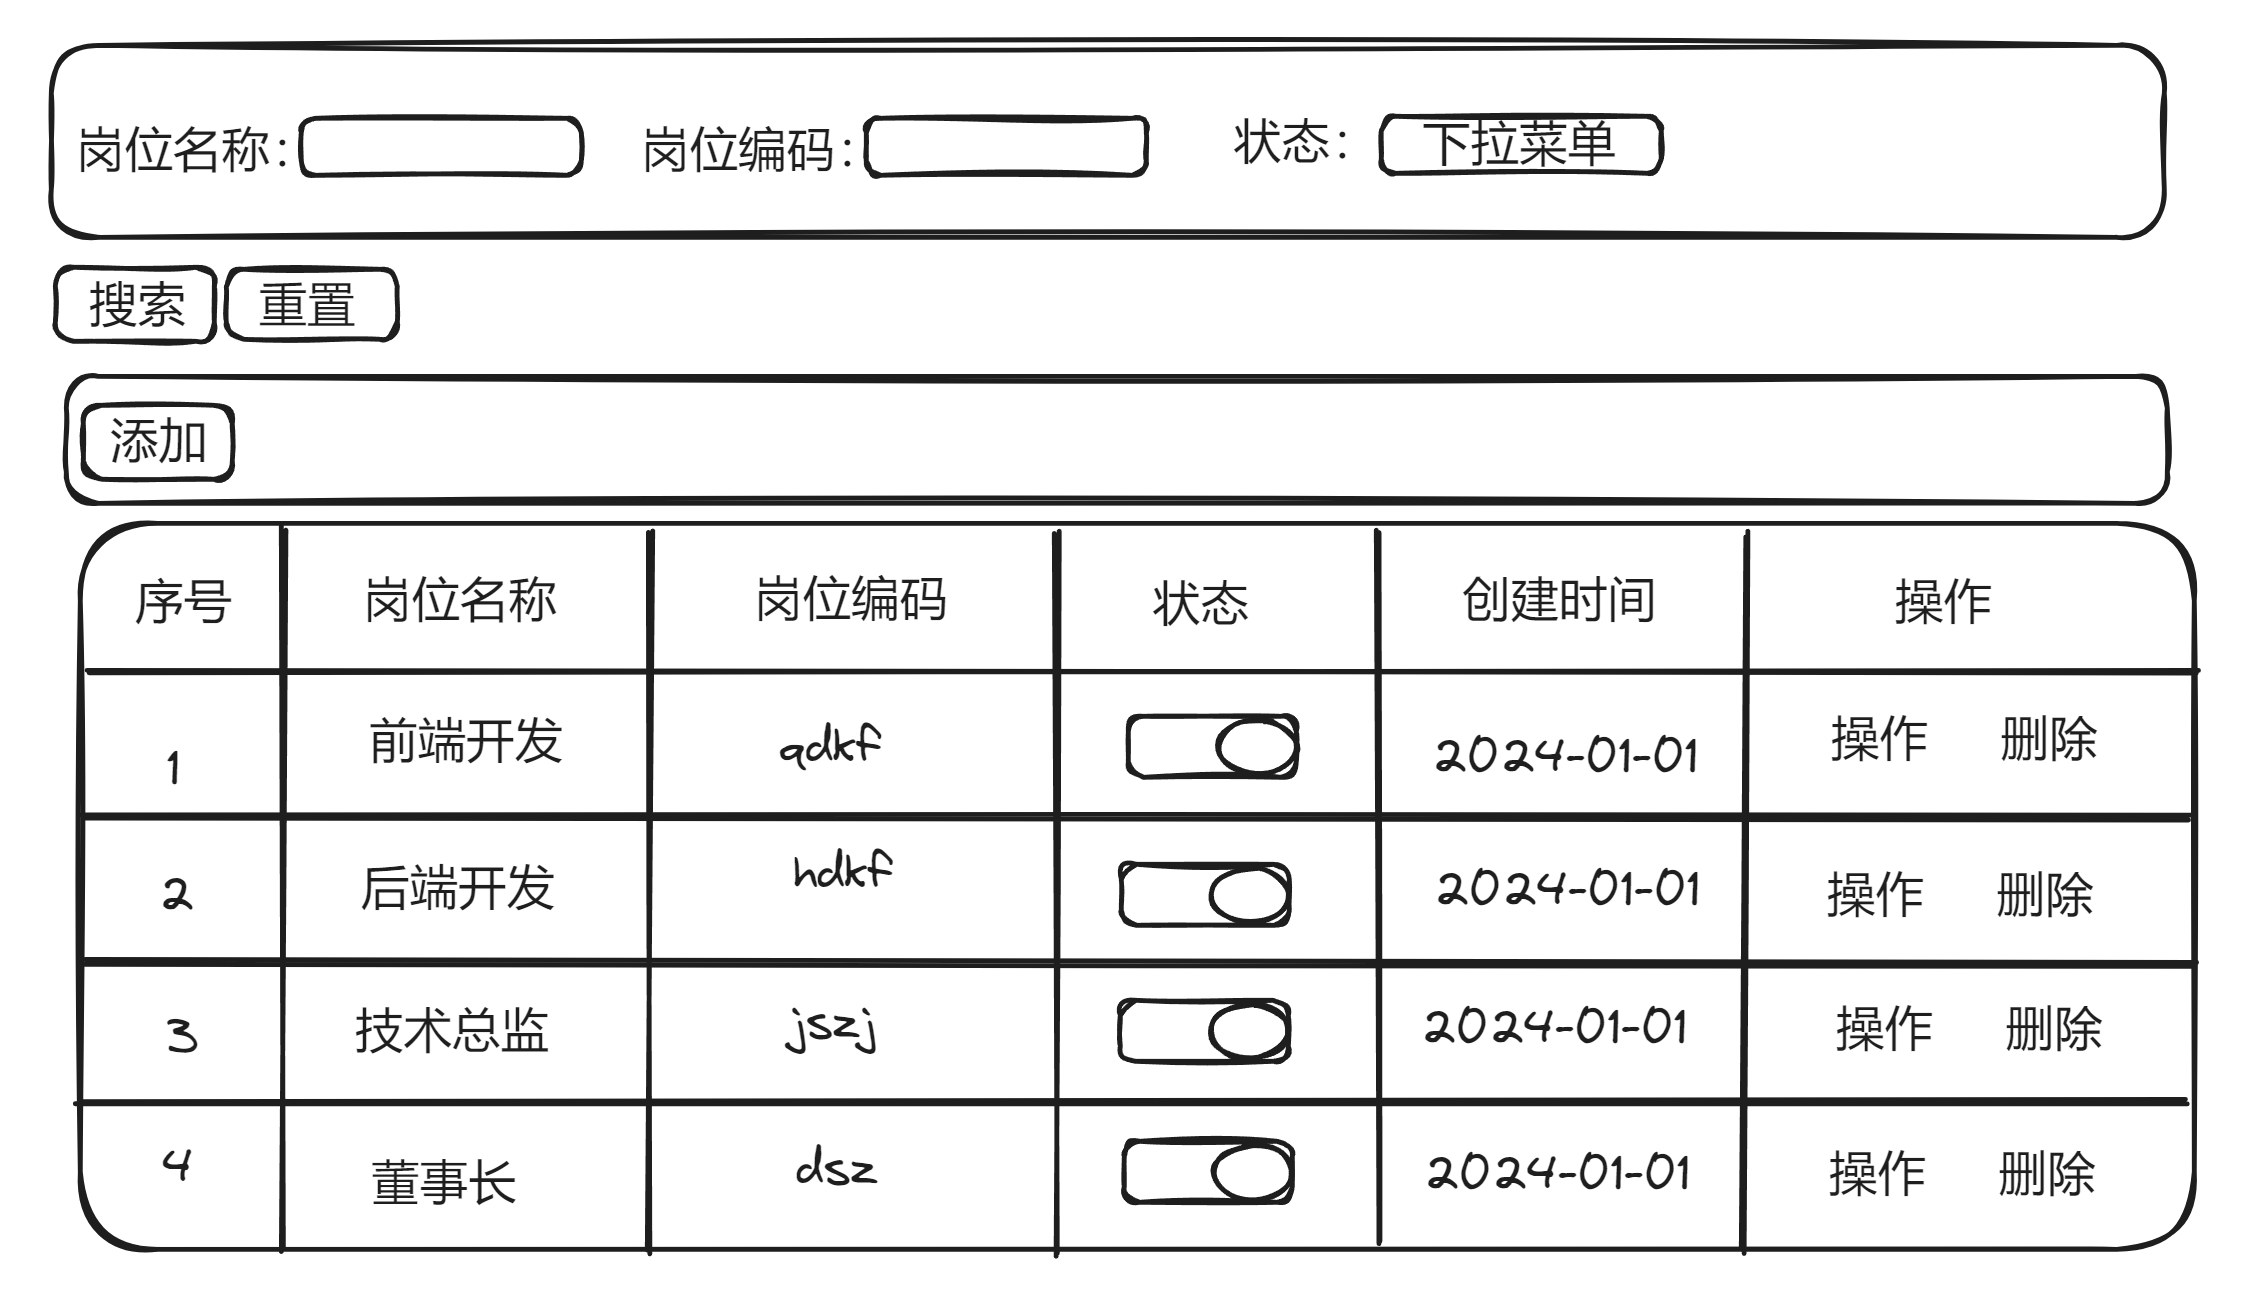 岗位名称: 岗位编码: 状态: 下拉菜单
搜索 重置
添加
序号 岗位名称 岗位编码 状态 创建时间 操作
1 前端开发 qdkf 2024-01-01 操作 删除
2 后端开发 hdkf 2024-01-01 操作 删除
3 技术总监 jszj 2024-01-01 操作 删除
4 董事长 dsz 2024-01-01 操作 删除